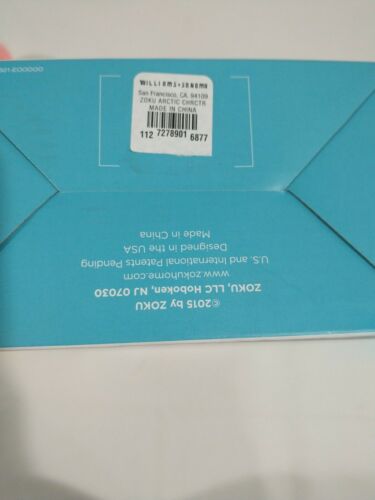 WILLIAMS-SONOMA
San Francisco, CA. 94109
ZOKU ARCTIC CHRCTR
MADE IN CHINA
112 7278901 6877
©2015 by ZOKU
ZOKU, LLC Hoboken, NJ 07030
www.zokuhome.com
U.S. and International Patents Pending
Designed in the USA
Made in China